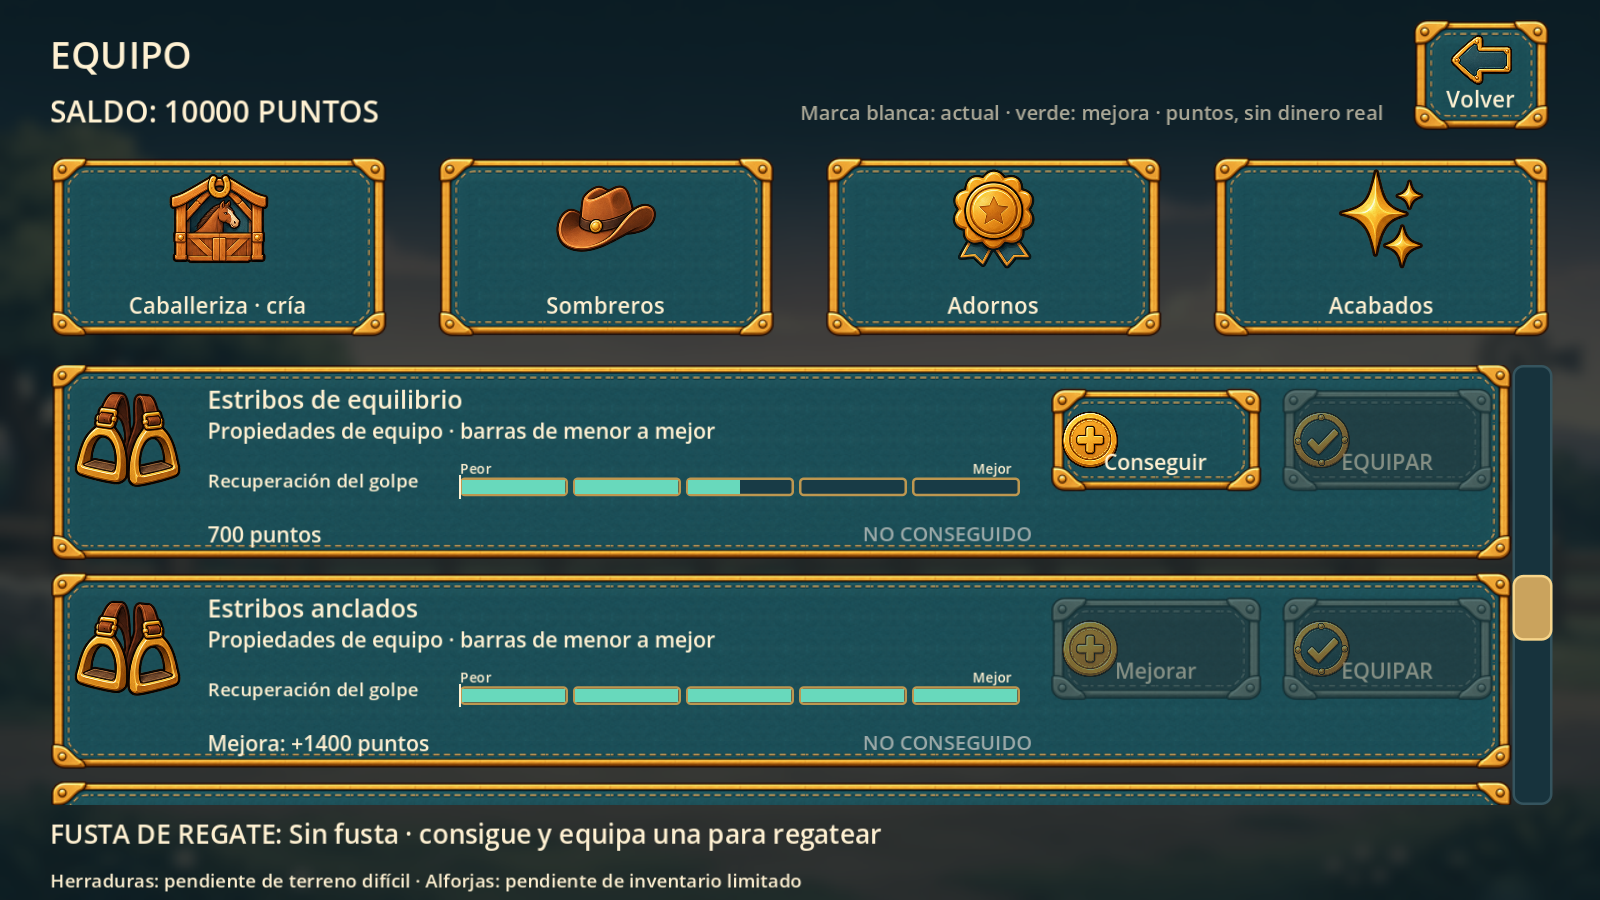 EQUIPO
SALDO: 10000 PUNTOS
Marca blanca: actual · verde: mejora · puntos, sin dinero real
Volver
Caballeriza · cría
Sombreros
Adornos
Acabados
Estribos de equilibrio
Propiedades de equipo · barras de menor a mejor
Recuperación del golpe
Peor
Mejor
Conseguir
EQUIPAR
700 puntos
NO CONSEGUIDO
Estribos anclados
Propiedades de equipo · barras de menor a mejor
Recuperación del golpe
Peor
Mejor
Mejorar
EQUIPAR
Mejora: +1400 puntos
NO CONSEGUIDO
FUSTA DE REGATE: Sin fusta · consigue y equipa una para regatear
Herraduras: pendiente de terreno difícil · Alforjas: pendiente de inventario limitado